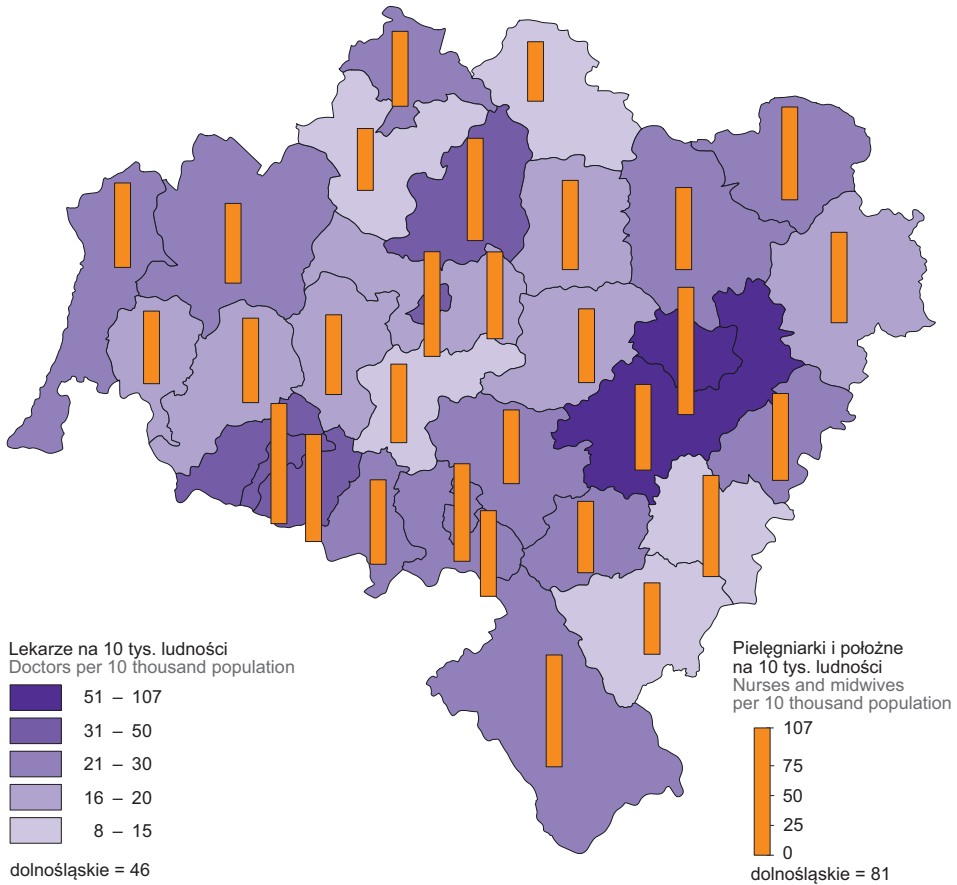 Lekarze na 10 tys. ludności
Doctors per 10 thousand population
51 – 107
31 – 50
21 – 30
16 – 20
8 – 15
dolnośląskie = 46
Pielęgniarki i położne
na 10 tys. ludności
Nurses and midwives
per 10 thousand population
107
75
50
25
0
dolnośląskie = 81